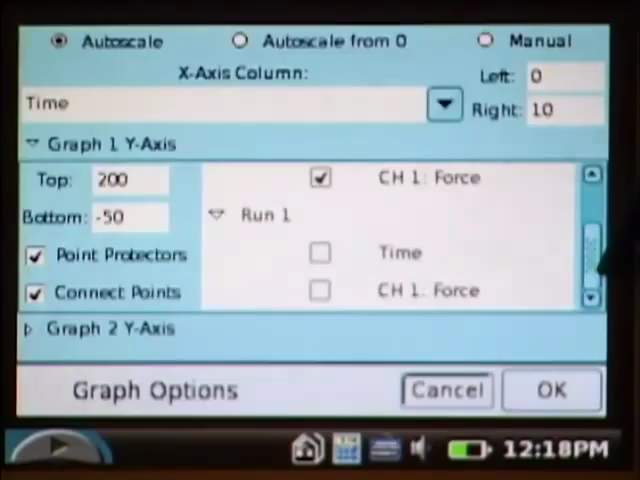 Autoscale Autoscale from 0 Manual
X-Axis Column: Left: 0
Time Right: 10
Graph 1 Y-Axis
Top: 200 CH 1: Force
Bottom: -50 Run 1
Point Protectors Time
Connect Points CH 1: Force
Graph 2 Y-Axis
Graph Options Cancel OK
12:18PM